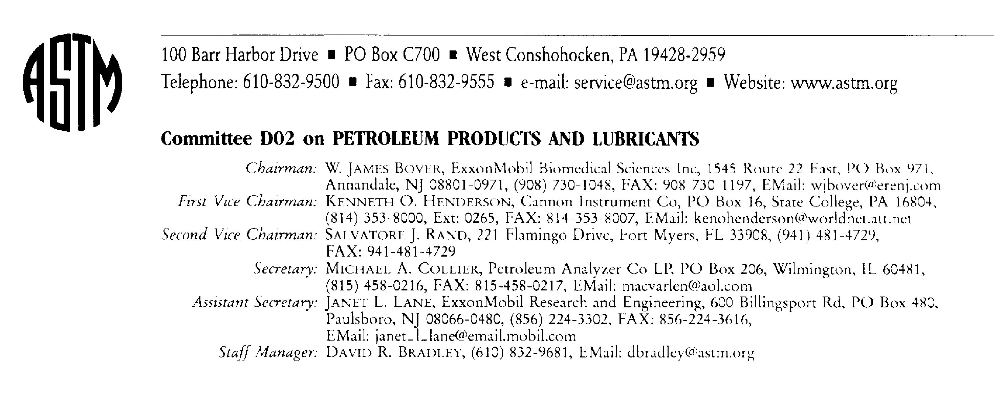 ASTM
100 Barr Harbor Drive ■ PO Box C700 ■ West Conshohocken, PA 19428-2959
Telephone: 610-832-9500 ■ Fax: 610-832-9555 ■ e-mail: service@astm.org ■ Website: www.astm.org
Committee D02 on PETROLEUM PRODUCTS AND LUBRICANTS
Chairman: W. JAMES BOVER, ExxonMobil Biomedical Sciences Inc, 1545 Route 22 East, PO Box 971,
Annandale, NJ 08801-0971, (908) 730-1048, FAX: 908-730-1197, EMail: wjbover@erenj.com
First Vice Chairman: KENNETH O. HENDERSON, Cannon Instrument Co, PO Box 16, State College, PA 16804,
(814) 353-8000, Ext: 0265, FAX: 814-353-8007, EMail: kenohenderson@worldnet.att.net
Second Vice Chairman: SALVATORE J. RAND, 221 Flamingo Drive, Fort Myers, FL 33908, (941) 481-4729,
FAX: 941-481-4729
Secretary: MICHAEL A. COLLIER, Petroleum Analyzer Co LP, PO Box 206, Wilmington, IL 60481,
(815) 458-0216, FAX: 815-458-0217, EMail: macvarlen@aol.com
Assistant Secretary: JANET L. LANE, ExxonMobil Research and Engineering, 600 Billingsport Rd, PO Box 480,
Paulsboro, NJ 08066-0480, (856) 224-3302, FAX: 856-224-3616,
EMail: janet_l_lane@email.mobil.com
Staff Manager: DAVID R. BRADLEY, (610) 832-9681, EMail: dbradley@astm.org